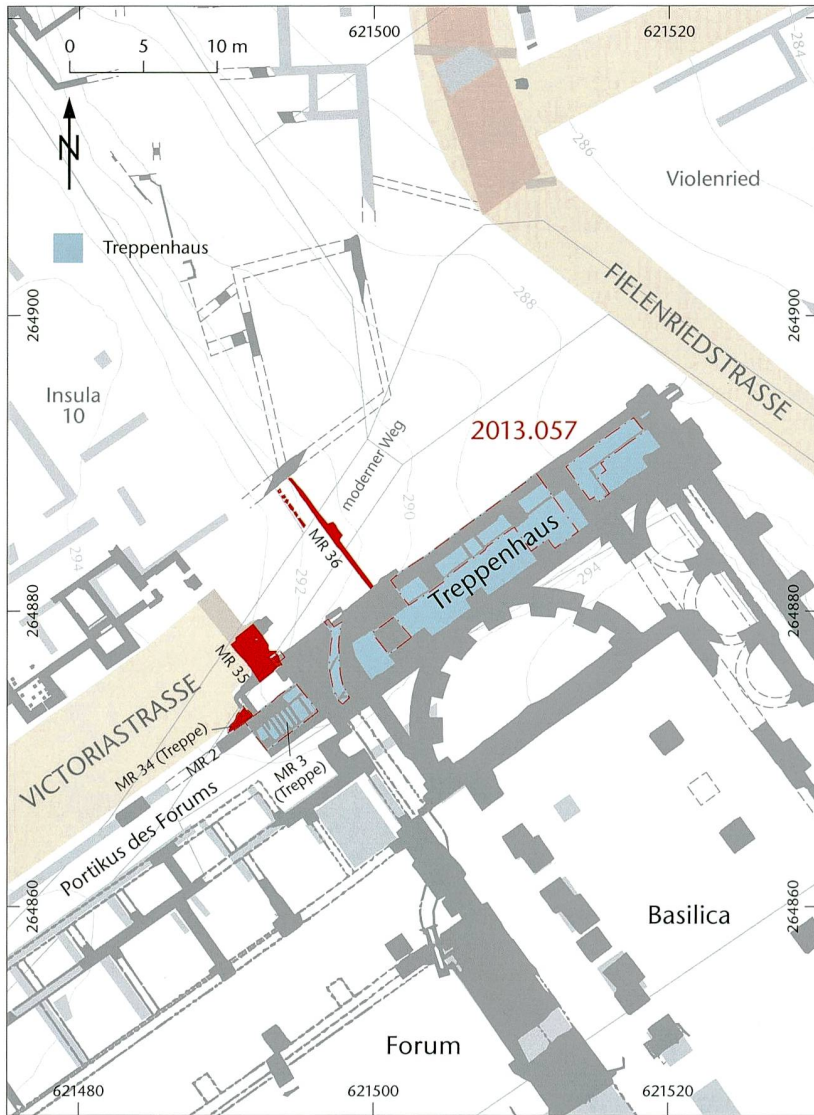 621500
621520
0
5
10 m
N
284
286
Violenried
Treppenhaus
FIELENRIEDSTRASSE
264900
264900
288
Insula
10
2013.057
moderner Weg
290
MR 36
Treppenhaus
294
292
294
264880
264880
MR 35
VICTORIASTRASSE
MR 34 (Treppe)
MR 2
MR 3
(Treppe)
Portikus des Forums
264860
264860
Basilica
Forum
621480
621500
621520